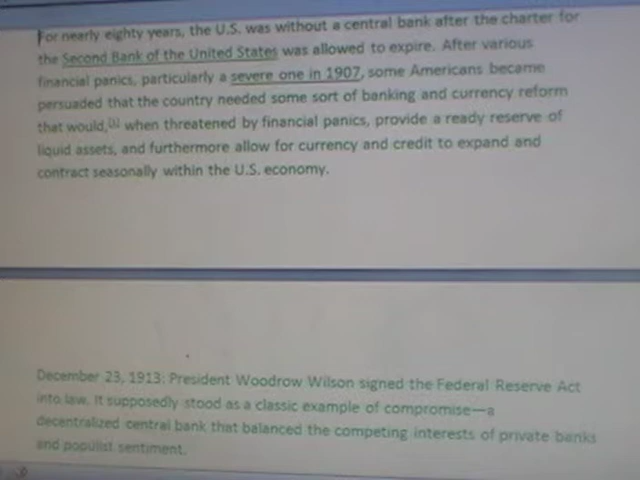 For nearly eighty years, the U.S. was without a central bank after the charter for
the Second Bank of the United States was allowed to expire. After various
financial panics, particularly a severe one in 1907, some Americans became
persuaded that the country needed some sort of banking and currency reform
that would,[1] when threatened by financial panics, provide a ready reserve of
liquid assets, and furthermore allow for currency and credit to expand and
contract seasonally within the U.S. economy.
December 23, 1913: President Woodrow Wilson signed the Federal Reserve Act
into law. It supposedly stood as a classic example of compromise—a
decentralized central bank that balanced the competing interests of private banks
and populist sentiment.